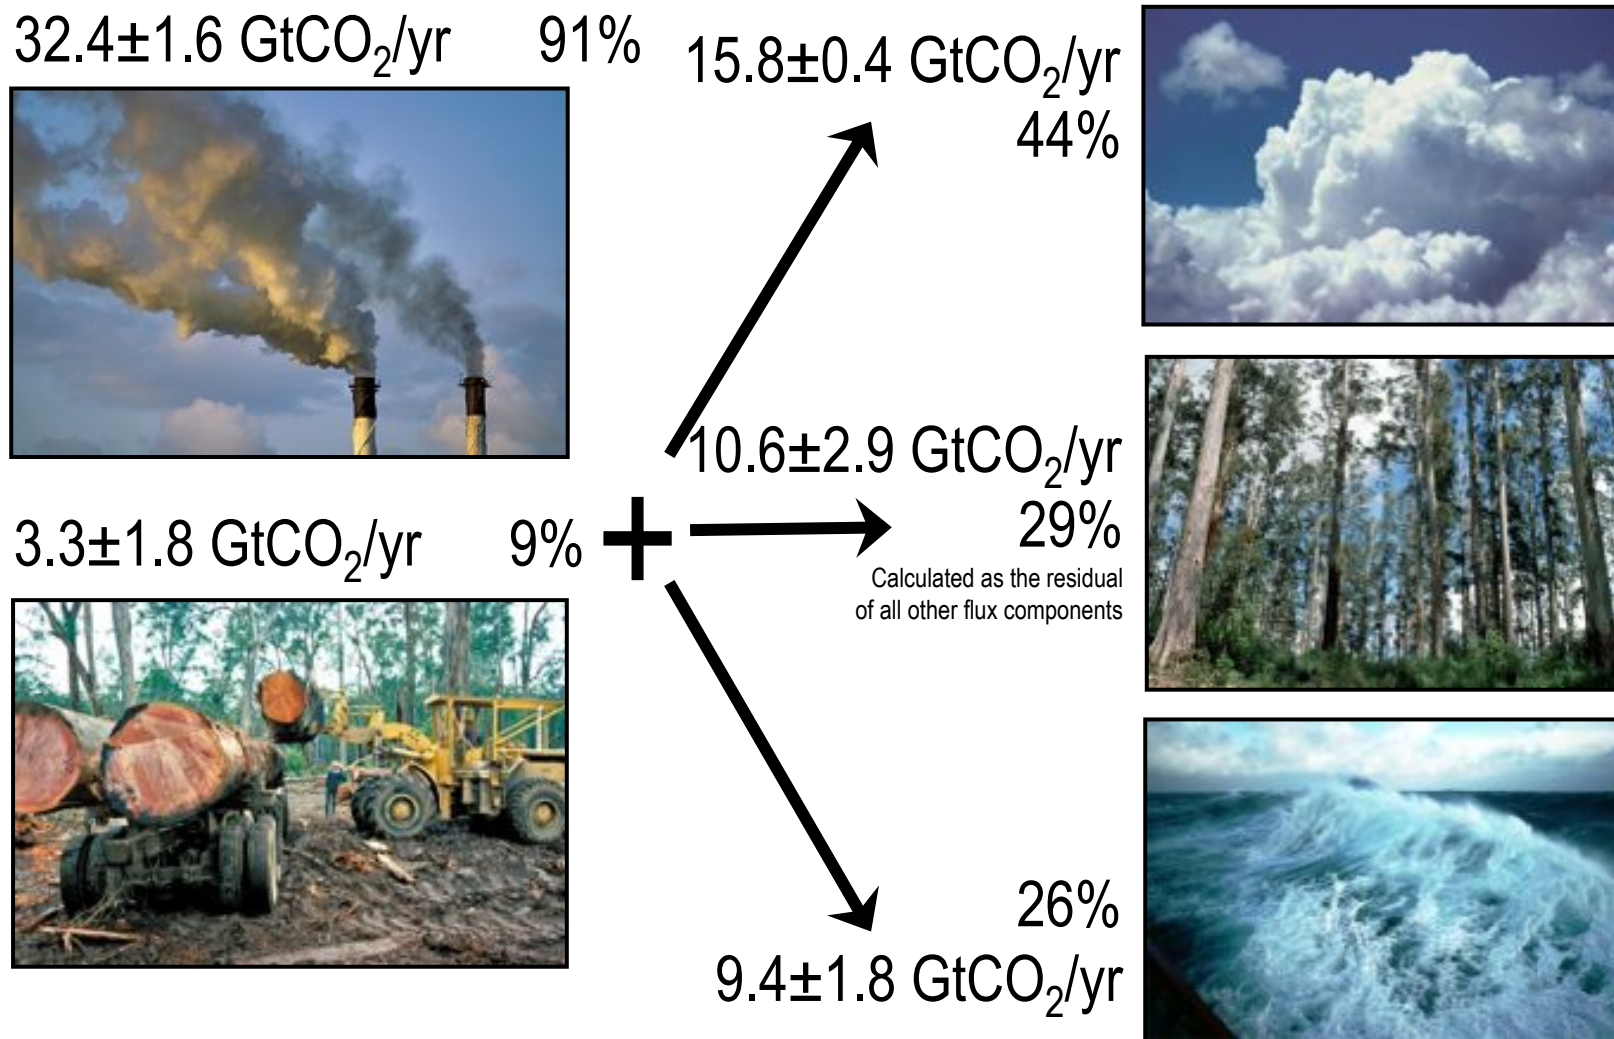 32.4±1.6 GtCO₂/yr 91%
15.8±0.4 GtCO₂/yr
44%
10.6±2.9 GtCO₂/yr
29%
Calculated as the residual
of all other flux components
3.3±1.8 GtCO₂/yr 9% +
26%
9.4±1.8 GtCO₂/yr